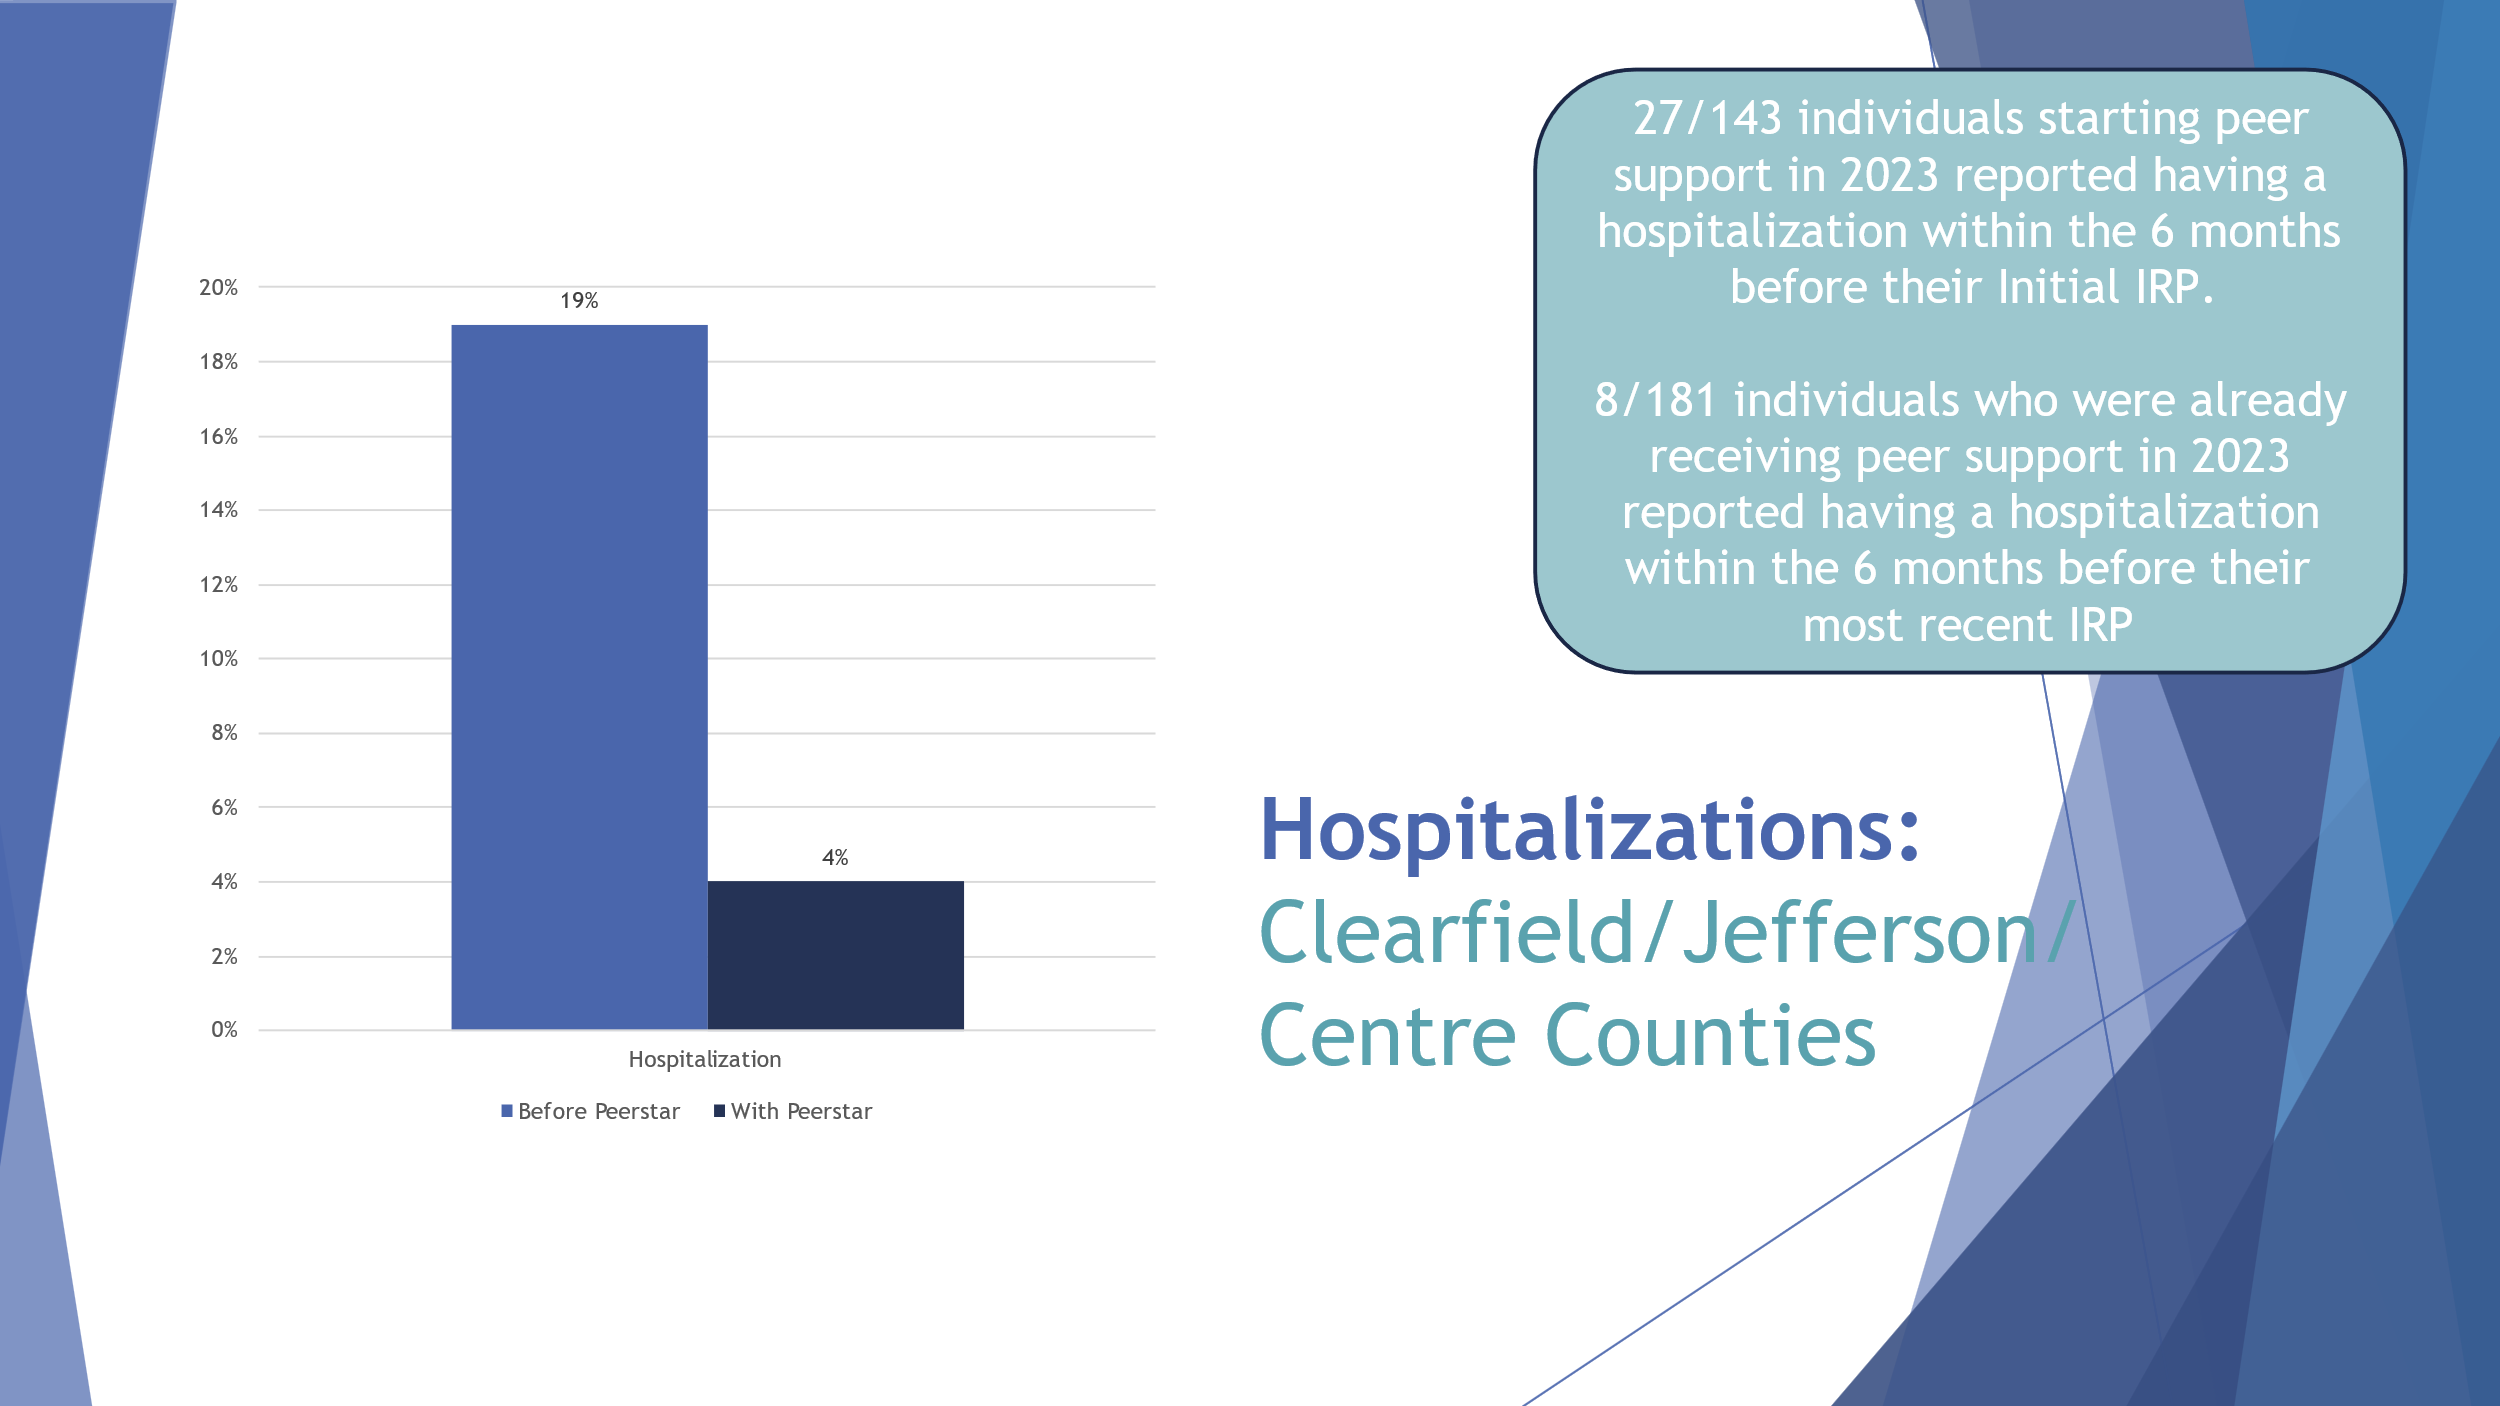 20%
18%
16%
14%
12%
10%
8%
6%
4%
2%
0%
19%
4%
Hospitalization
Before Peerstar With Peerstar
27/143 individuals starting peer
support in 2023 reported having a
hospitalization within the 6 months
before their Initial IRP.
8/181 individuals who were already
receiving peer support in 2023
reported having a hospitalization
within the 6 months before their
most recent IRP
Hospitalizations:
Clearfield/Jefferson/
Centre Counties